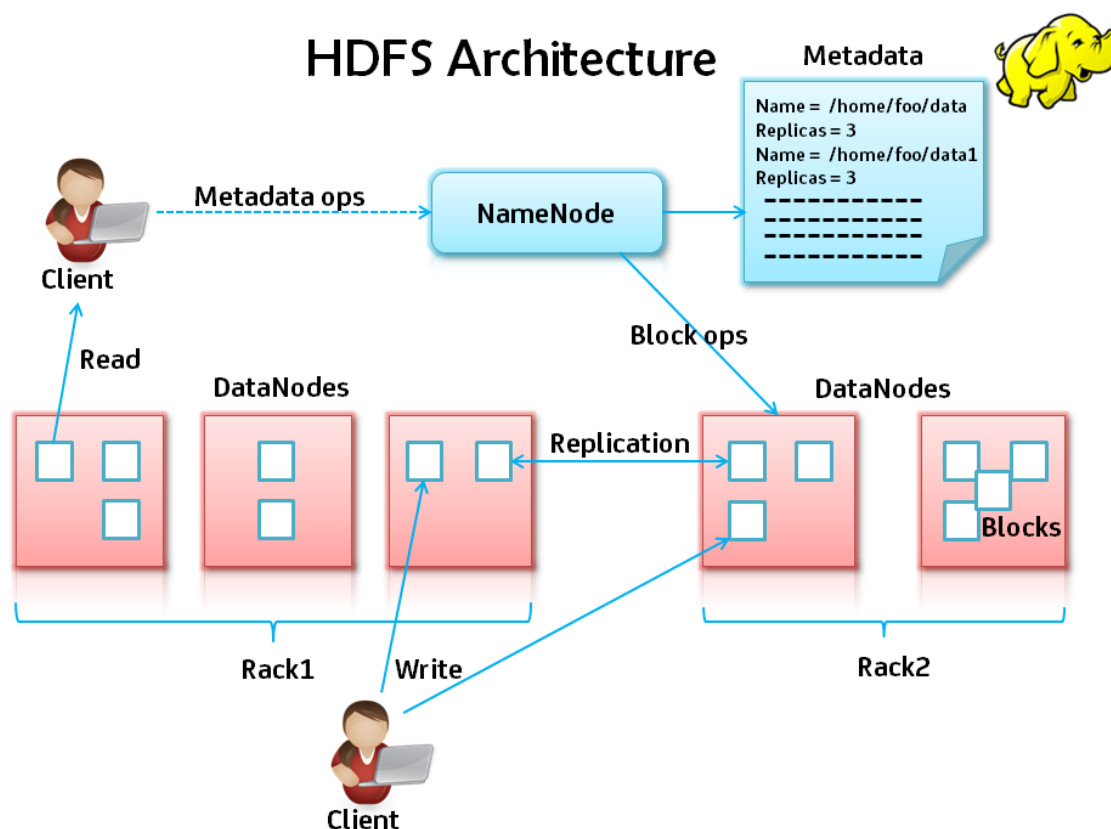 HDFS Architecture
Metadata
Name = /home/foo/data
Replicas = 3
Name = /home/foo/data1
Replicas = 3
Metadata ops
NameNode
Client
Block ops
Read
DataNodes
DataNodes
Replication
Blocks
Rack1
Write
Rack2
Client